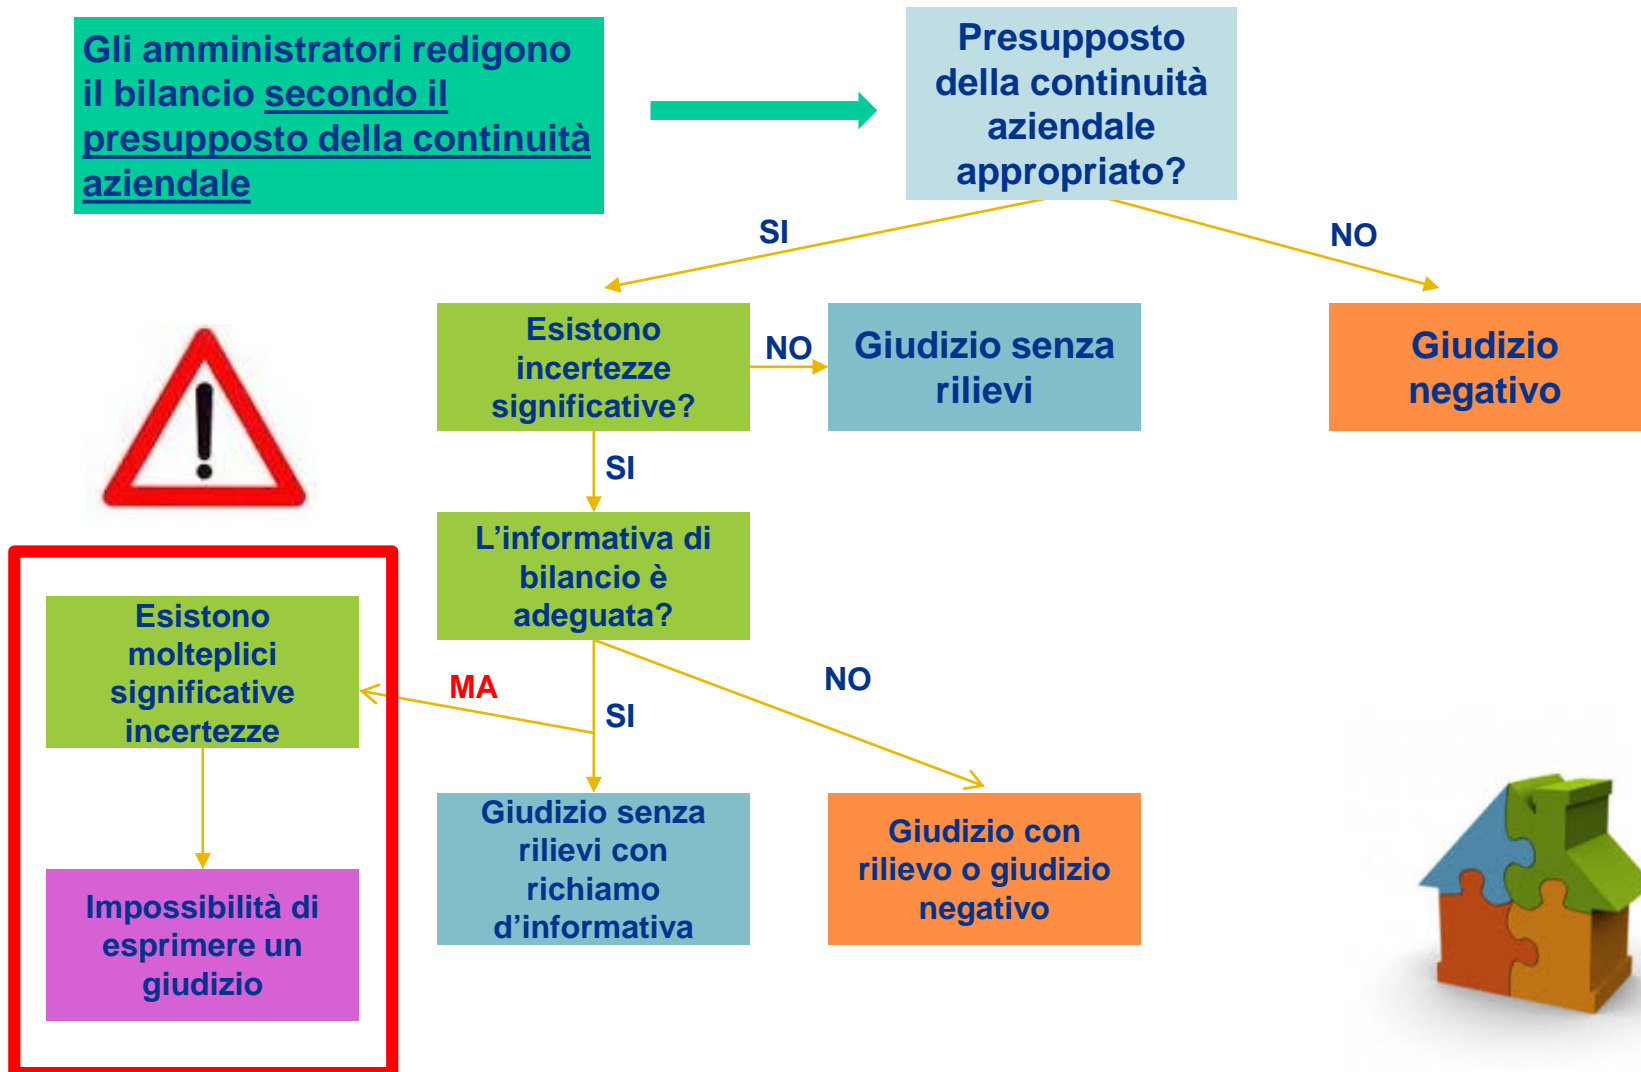 Gli amministratori redigono
il bilancio secondo il
presupposto della continuità
aziendale
Presupposto
della continuità
aziendale
appropriato?
SI
NO
Esistono
incertezze
significative?
NO
Giudizio senza
rilievi
Giudizio
negativo
SI
L’informativa di
bilancio è
adeguata?
Esistono
molteplici
significative
incertezze
MA
SI
NO
Giudizio senza
rilievi con
richiamo
d’informativa
Giudizio con
rilievo o giudizio
negativo
Impossibilità di
esprimere un
giudizio